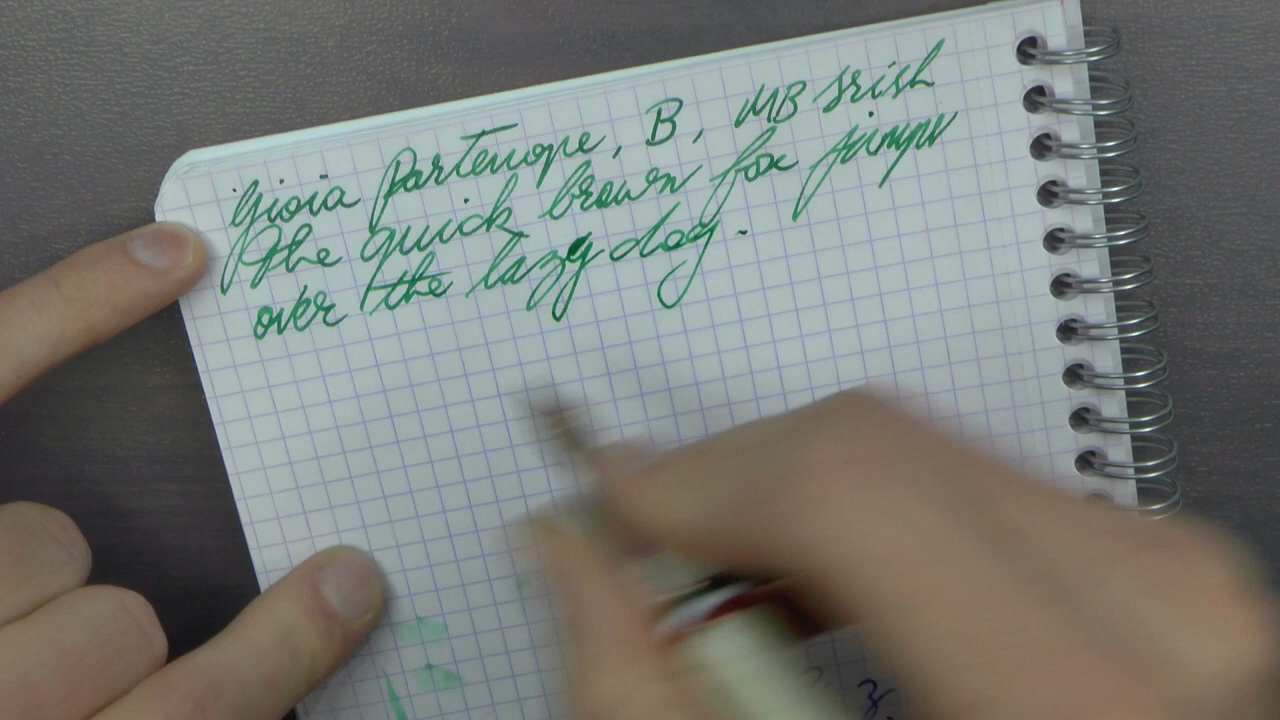 Gioia Partenope, B, MB Irish
The quick brown fox jumps
over the lazy dog.